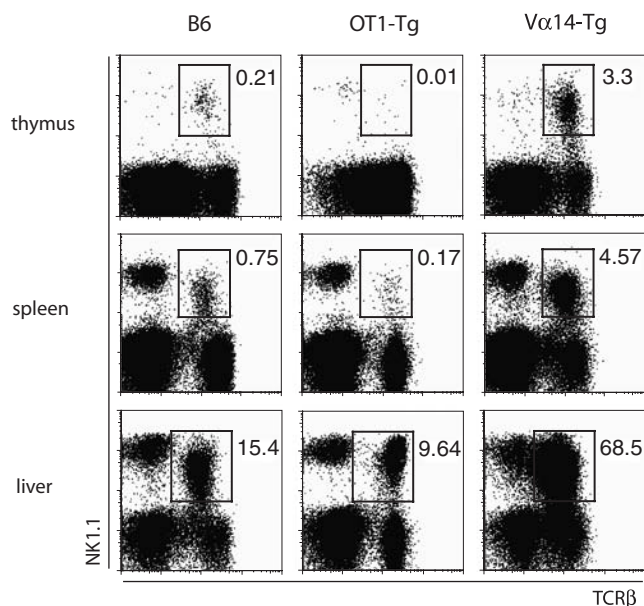 B6 OT1-Tg Vα14-Tg
thymus 0.21 0.01 3.3
spleen 0.75 0.17 4.57
liver 15.4 9.64 68.5
NK1.1
TCRβ